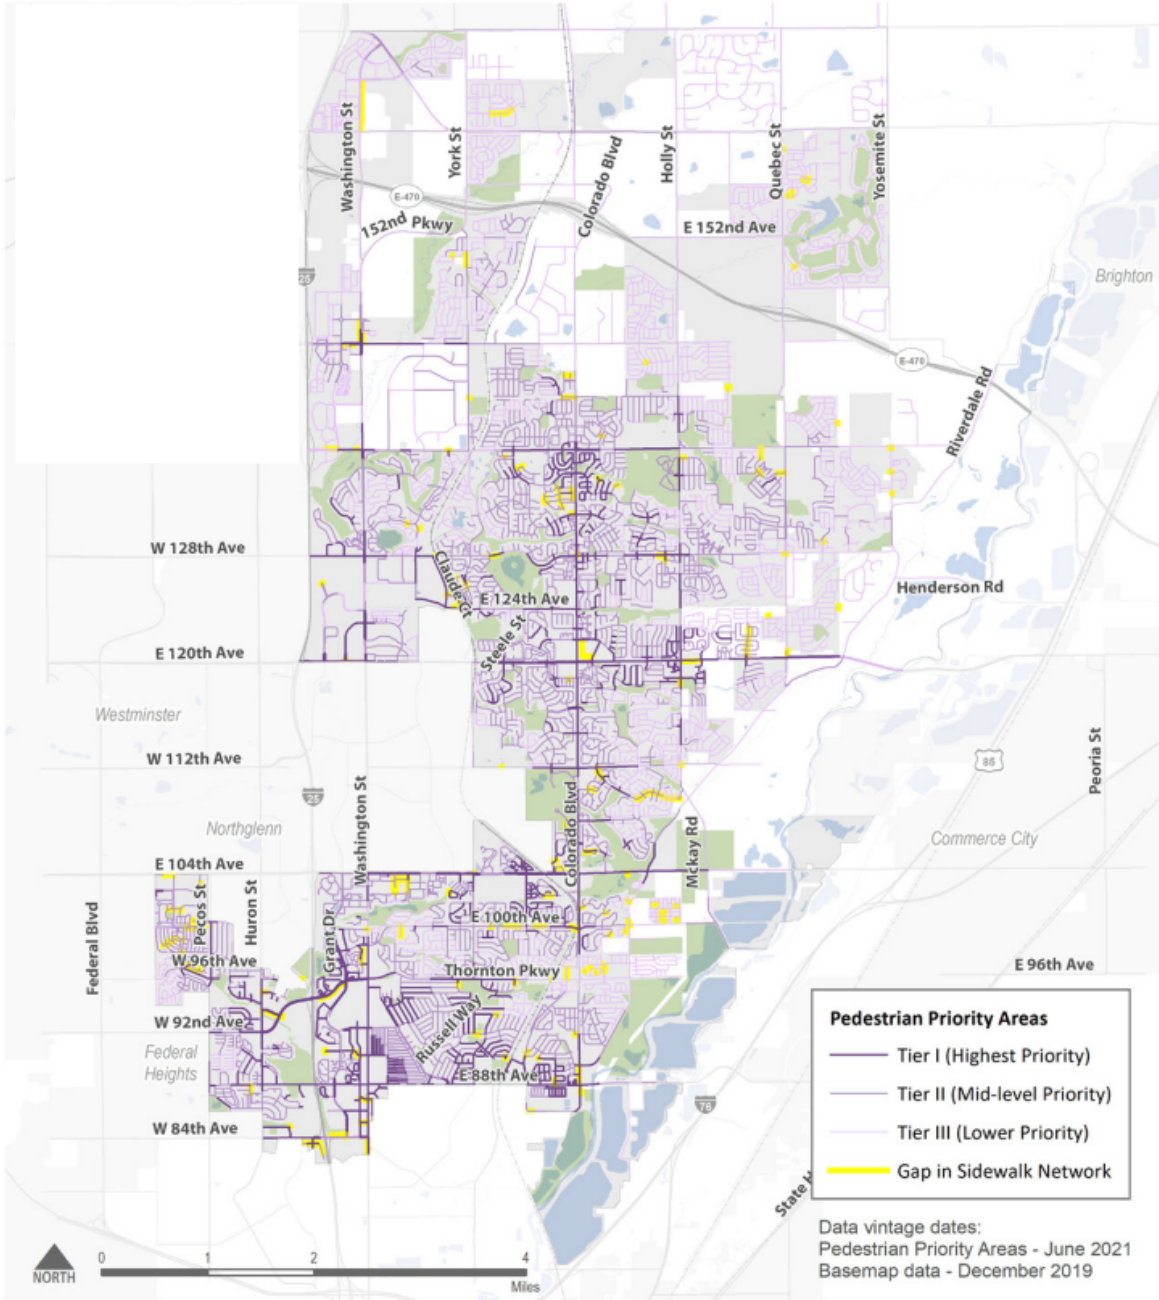 Washington St
York St
Colorado Blvd
Holly St
Quebec St
Yosemite St
E-470
152nd Pkwy
E 152nd Ave
25
Brighton
E-470
Riverdale Rd
W 128th Ave
Claude Ct
E 124th Ave
Henderson Rd
Steele St
E 120th Ave
Westminster
W 112th Ave
85
Peoria St
25
Washington St
Colorado Blvd
Mckay Rd
Northglenn
Commerce City
E 104th Ave
Federal Blvd
Pecos St
Huron St
Grant Dr
E 100th Ave
W 96th Ave
Thornton Pkwy
E 96th Ave
W 92nd Ave
Russell Way
Federal
Heights
E 88th Ave
76
W 84th Ave
State H
Pedestrian Priority Areas
Tier I (Highest Priority)
Tier II (Mid-level Priority)
Tier III (Lower Priority)
Gap in Sidewalk Network
Data vintage dates:
Pedestrian Priority Areas - June 2021
Basemap data - December 2019
NORTH
0 1 2 4
Miles